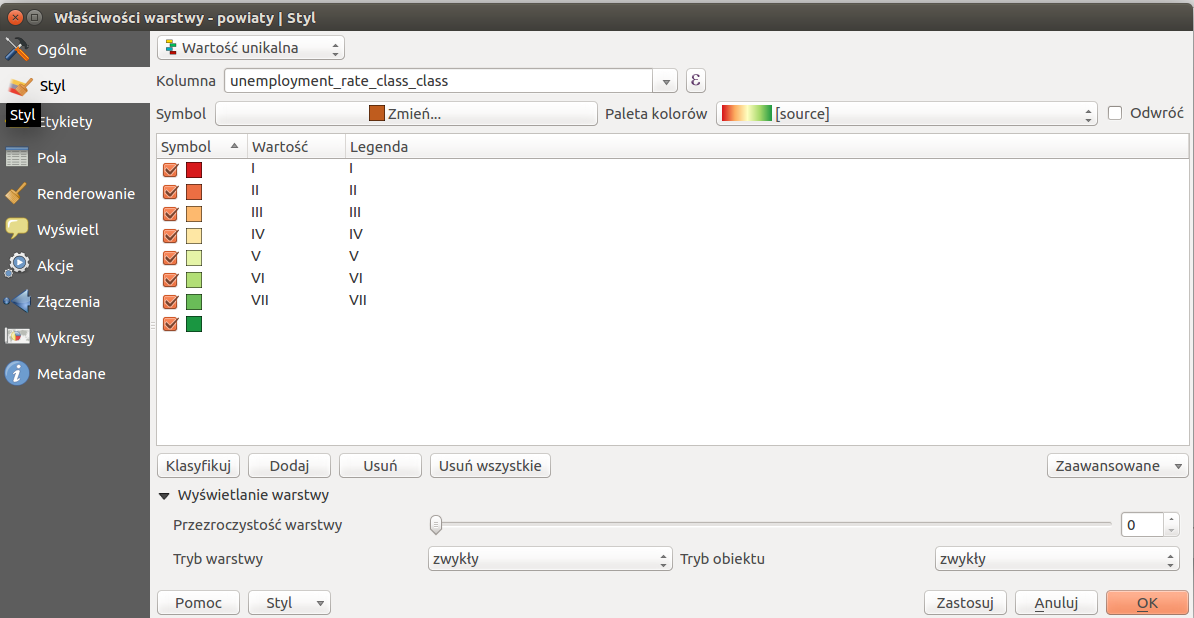 Właściwości warstwy - powiaty | Styl
Ogólne
Styl
Styl
Etykiety
Pola
Renderowanie
Wyświetl
Akcje
Złączenia
Wykresy
Metadane
Wartość unikalna
Kolumna unemployment_rate_class_class ε
Symbol Zmień... Paleta kolorów [source] Odwróć
Symbol Wartość Legenda
I I
II II
III III
IV IV
V V
VI VI
VII VII
Klasyfikuj Dodaj Usuń Usuń wszystkie Zaawansowane
Wyświetlanie warstwy
Przezroczystość warstwy 0
Tryb warstwy zwykły Tryb obiektu zwykły
Pomoc Styl Zastosuj Anuluj OK